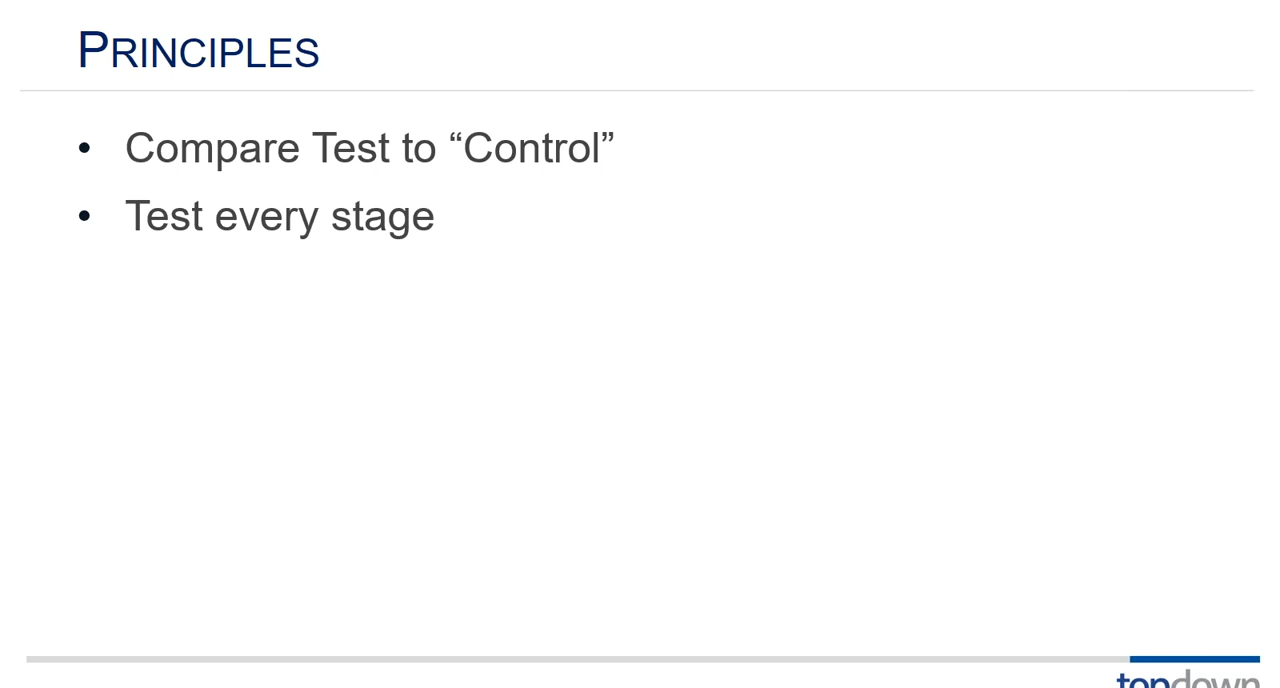 PRINCIPLES
• Compare Test to “Control”
• Test every stage
topdown